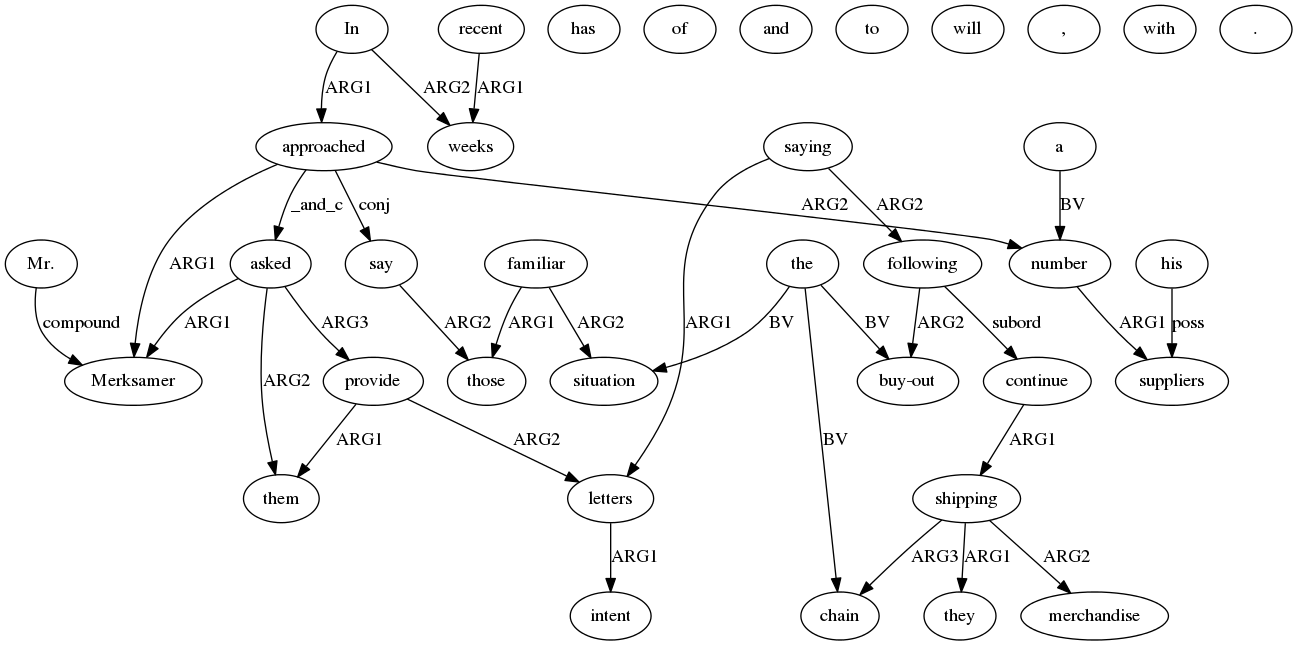 In recent has of and to will , with .
ARG1 ARG2 ARG1
approached weeks saying a
_and_c conj ARG2 ARG2 BV
Mr. asked say familiar the following number his
compound ARG1 ARG1 ARG3 ARG2 ARG1 ARG2 ARG1 BV BV ARG2 subord ARG1 poss
Merksamer provide those situation buy-out continue suppliers
ARG2 ARG1 ARG2 BV ARG1
them letters shipping
ARG1 ARG3 ARG1 ARG2
intent chain they merchandise